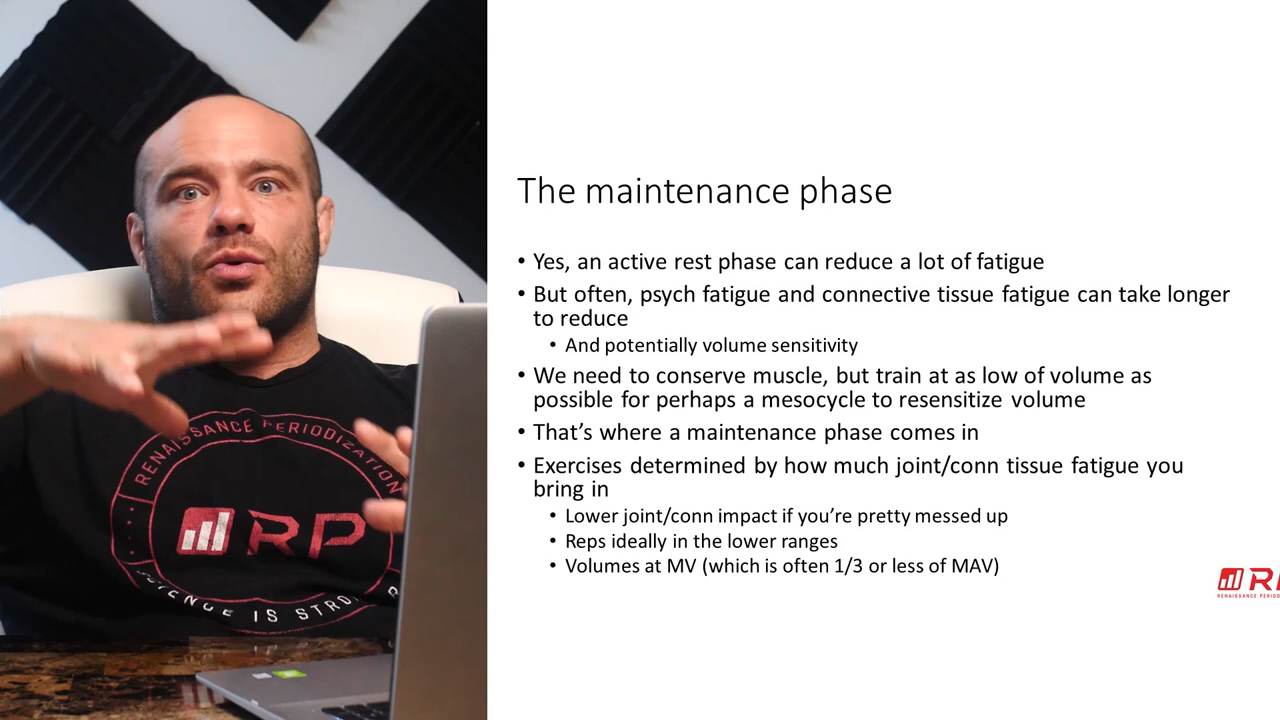 The maintenance phase
• Yes, an active rest phase can reduce a lot of fatigue
• But often, psych fatigue and connective tissue fatigue can take longer
to reduce
• And potentially volume sensitivity
• We need to conserve muscle, but train at as low of volume as
possible for perhaps a mesocycle to resensitize volume
• That's where a maintenance phase comes in
• Exercises determined by how much joint/conn tissue fatigue you
bring in
• Lower joint/conn impact if you're pretty messed up
• Reps ideally in the lower ranges
• Volumes at MV (which is often 1/3 or less of MAV)
RENAISSANCE PERIODIZATION
RP
SCIENCE IS STRO
R
RENAISSANCE PERIOD